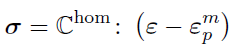 σ = ℂ^hom : (ε − ε_p^m)